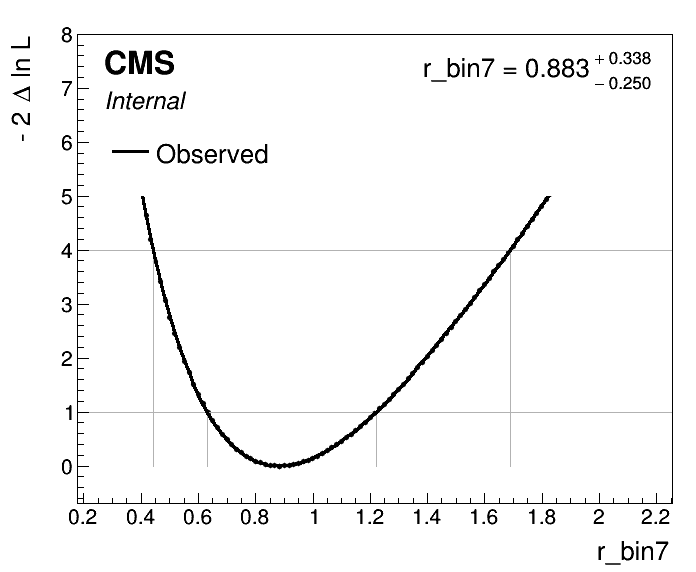 - 2 Δ ln L
CMS
Internal
r_bin7 = 0.883 + 0.338 - 0.250
Observed
8
7
6
5
4
3
2
1
0
0.2 0.4 0.6 0.8 1 1.2 1.4 1.6 1.8 2 2.2
r_bin7